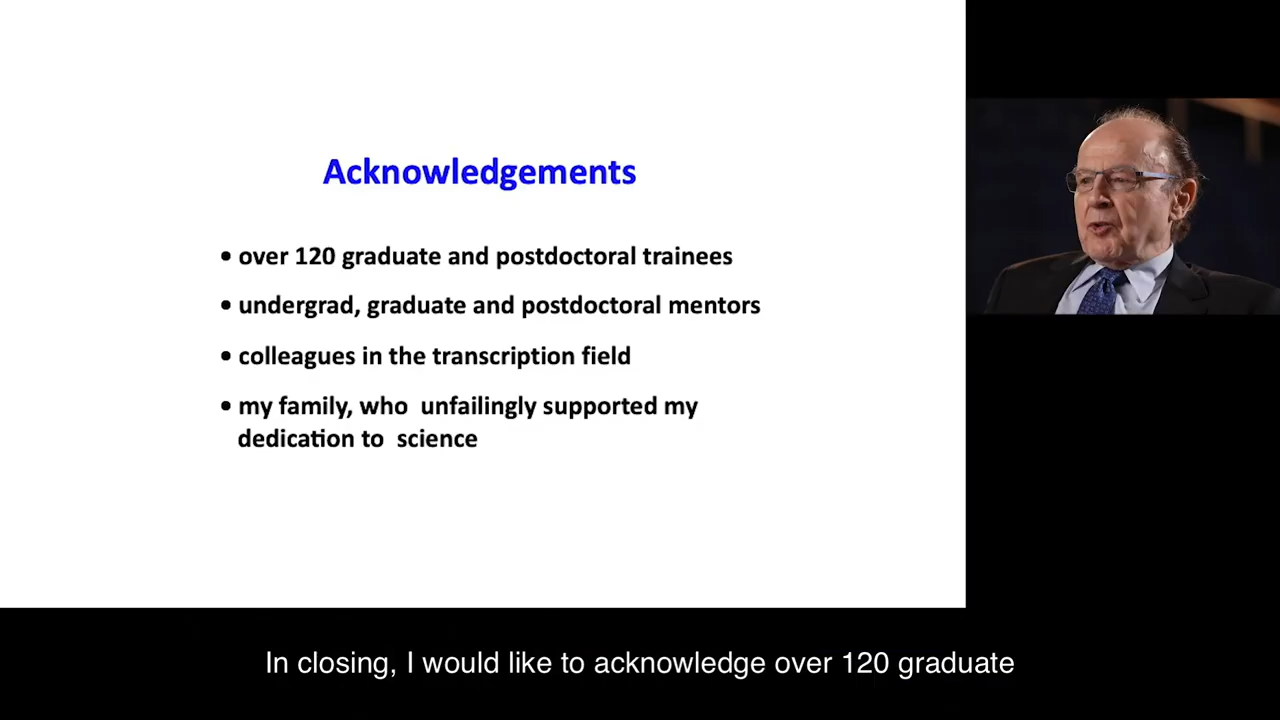 Acknowledgements
• over 120 graduate and postdoctoral trainees
• undergrad, graduate and postdoctoral mentors
• colleagues in the transcription field
• my family, who unfailingly supported my
dedication to science
In closing, I would like to acknowledge over 120 graduate